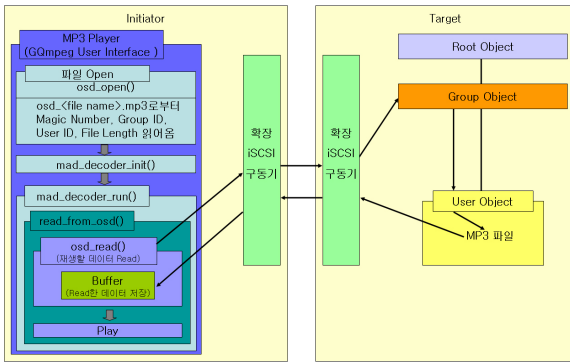 Initiator
MP3 Player
(GQmpeg User Interface )
파일 Open
osd_open()
osd_<file name>.mp3로부터
Magic Number, Group ID,
User ID, File Length 읽어옴
mad_decoder_init()
mad_decoder_run()
read_from_osd()
osd_read()
(재생할 데이터 Read)
Buffer
(Read한 데이터 저장)
Play
확장
iSCSI
구동기
Target
확장
iSCSI
구동기
Root Object
Group Object
User Object
MP3 파일